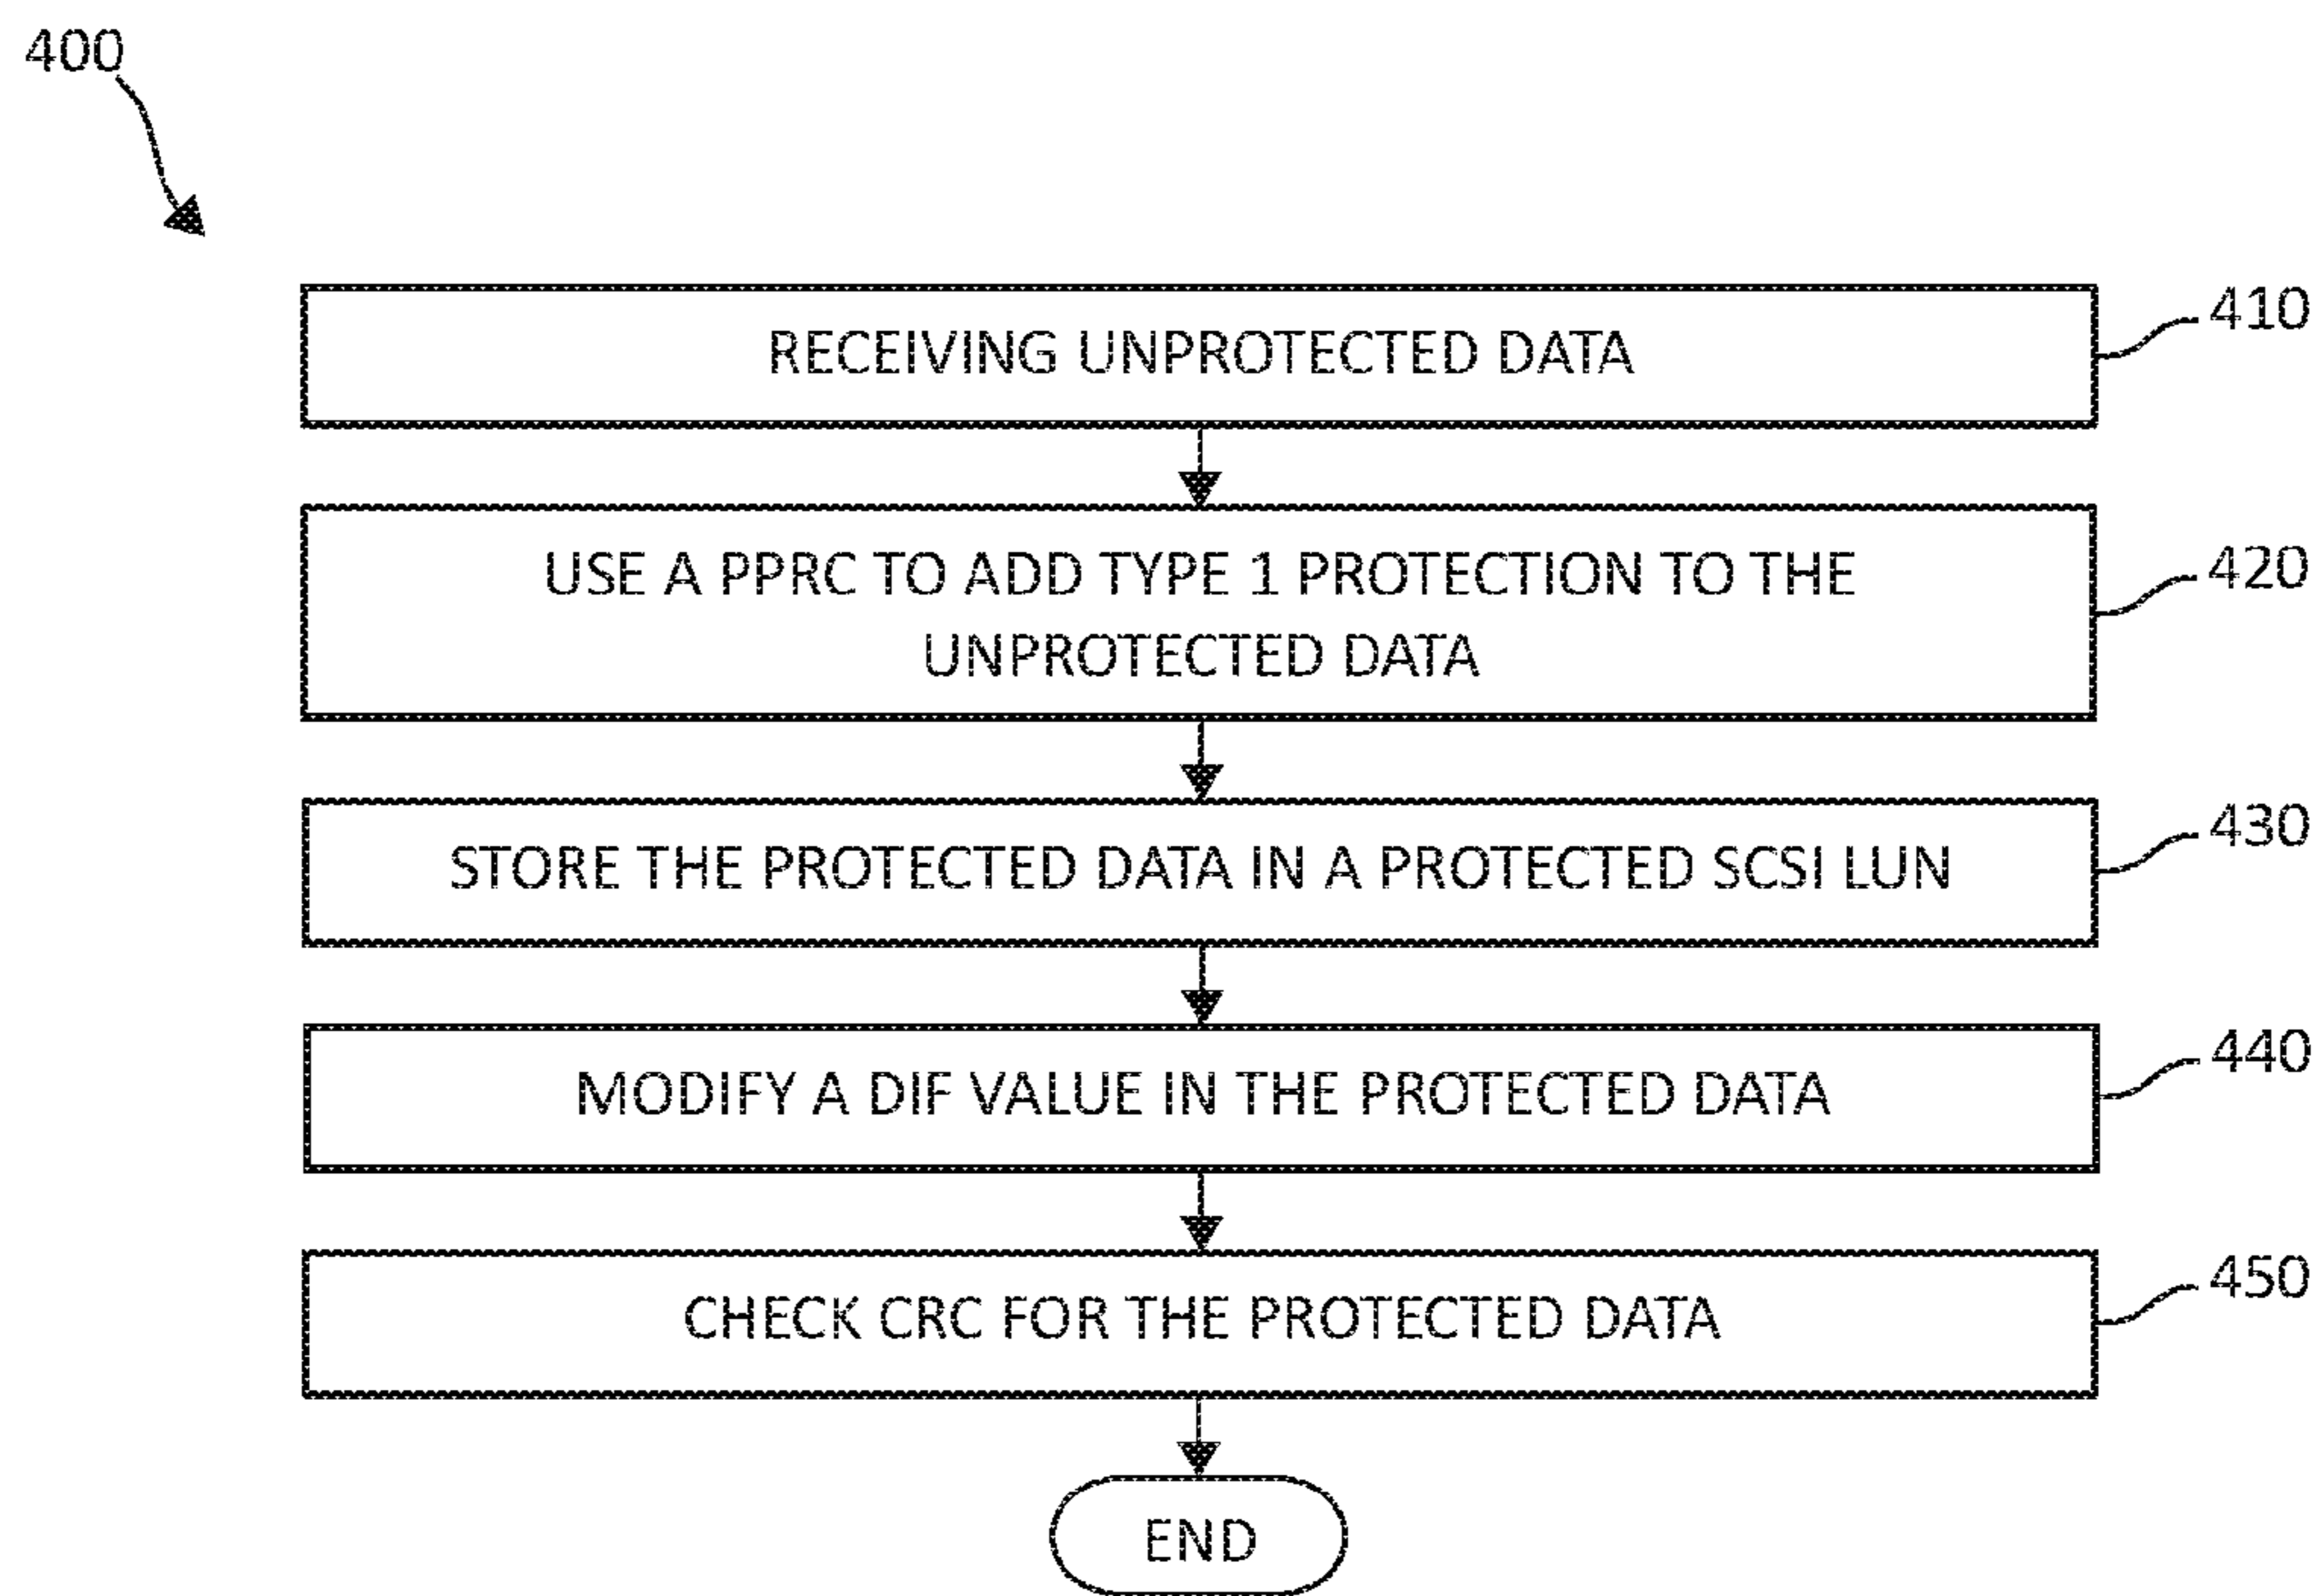 400
RECEIVING UNPROTECTED DATA
410
USE A PPRC TO ADD TYPE 1 PROTECTION TO THE
UNPROTECTED DATA
420
STORE THE PROTECTED DATA IN A PROTECTED SCSI LUN
430
MODIFY A DIF VALUE IN THE PROTECTED DATA
440
CHECK CRC FOR THE PROTECTED DATA
450
END